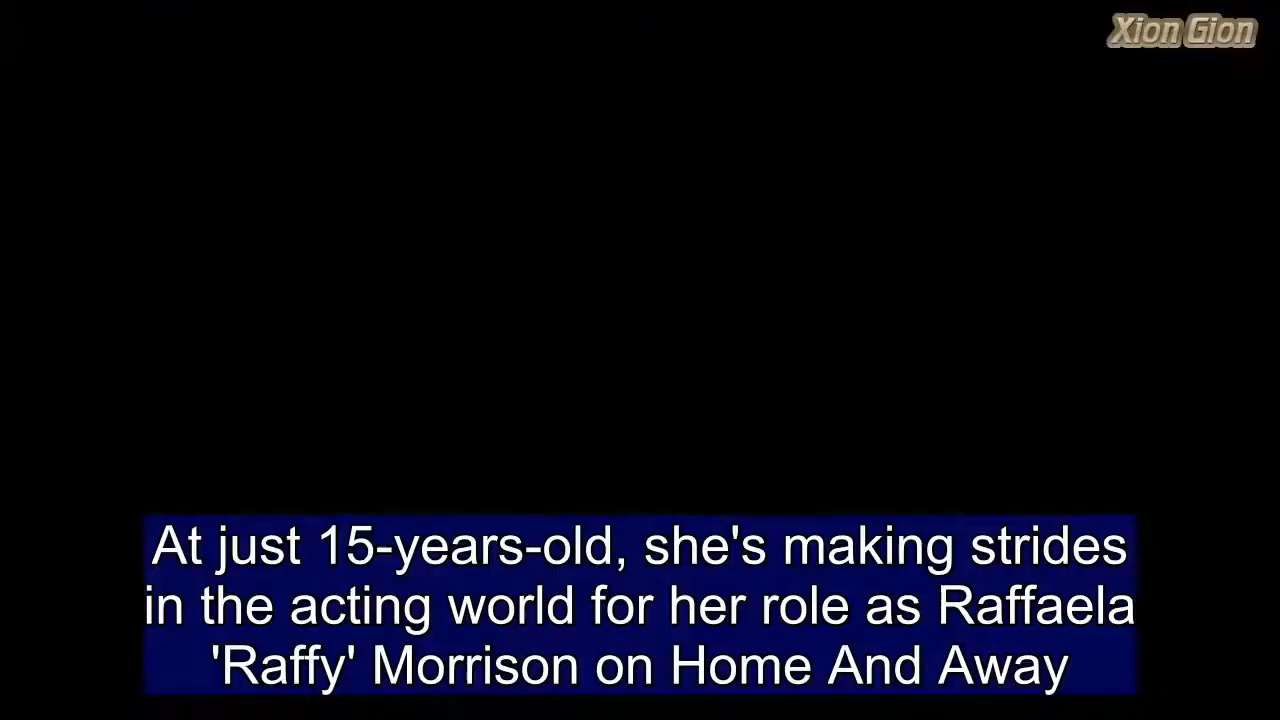 Xion Gion
At just 15-years-old, she's making strides
in the acting world for her role as Raffaela
'Raffy' Morrison on Home And Away